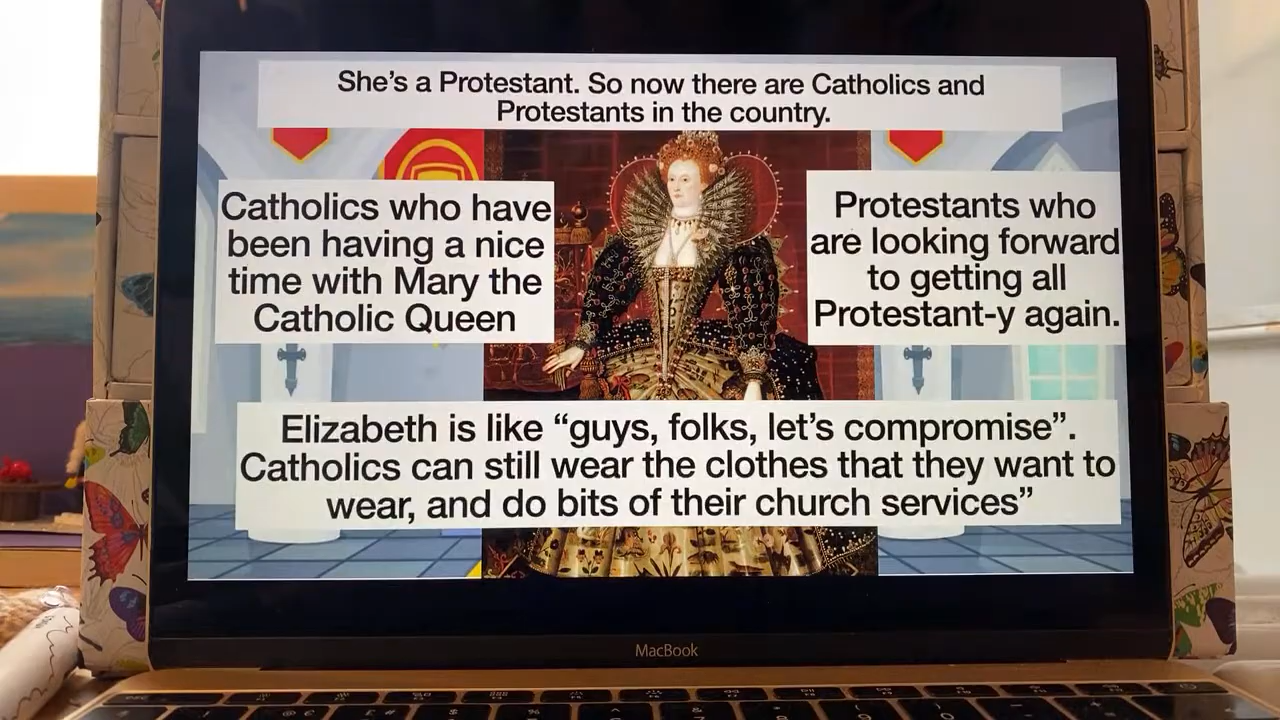 She's a Protestant. So now there are Catholics and
Protestants in the country.
Catholics who have
been having a nice
time with Mary the
Catholic Queen
Protestants who
are looking forward
to getting all
Protestant-y again.
Elizabeth is like “guys, folks, let's compromise”.
Catholics can still wear the clothes that they want to
wear, and do bits of their church services”
MacBook